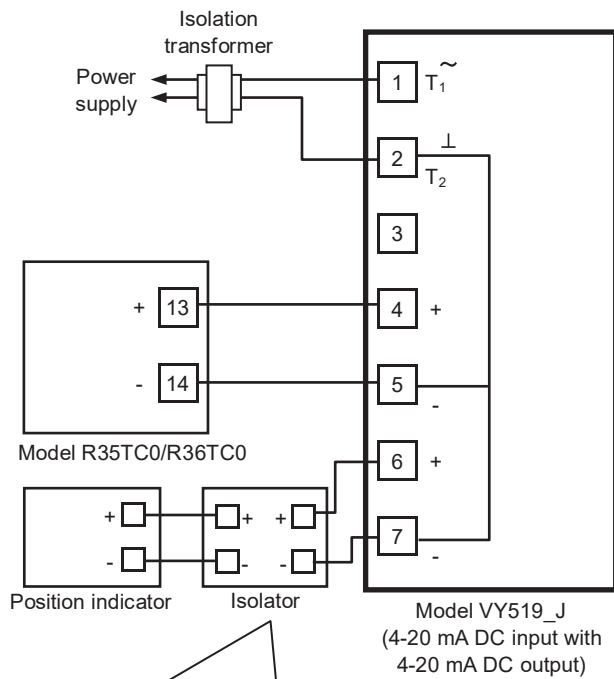 Isolation
transformer
Power
supply
1 T1 ~
2 ⊥
T2
3
+ 13
4 +
- 14
5 -
Model R35TC0/R36TC0
6 +
+ + +
7 -
- - -
Position indicator
Isolator
Model VY519_J
(4-20 mA DC input with
4-20 mA DC output)